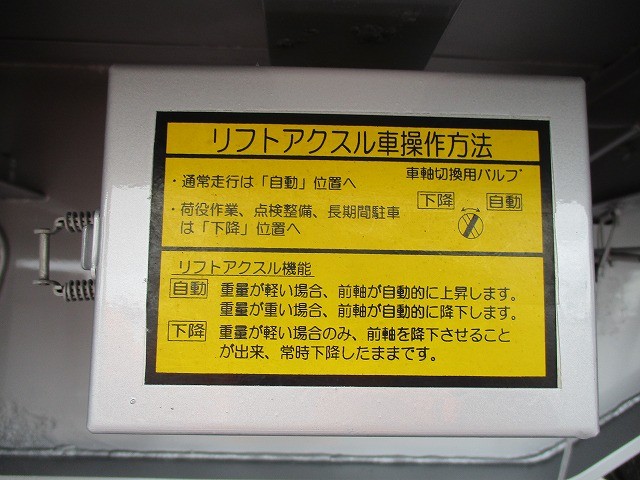 リフトアクスル車操作方法
・通常走行は「自動」位置へ
・荷役作業、点検整備、長期間駐車
は「下降」位置へ
車軸切換用バルブ
下降 自動
リフトアクスル機能
自動 重量が軽い場合、前軸が自動的に上昇します。
重量が重い場合、前軸が自動的に降下します。
下降 重量が軽い場合のみ、前軸を降下させること
が出来、常時下降したままです。